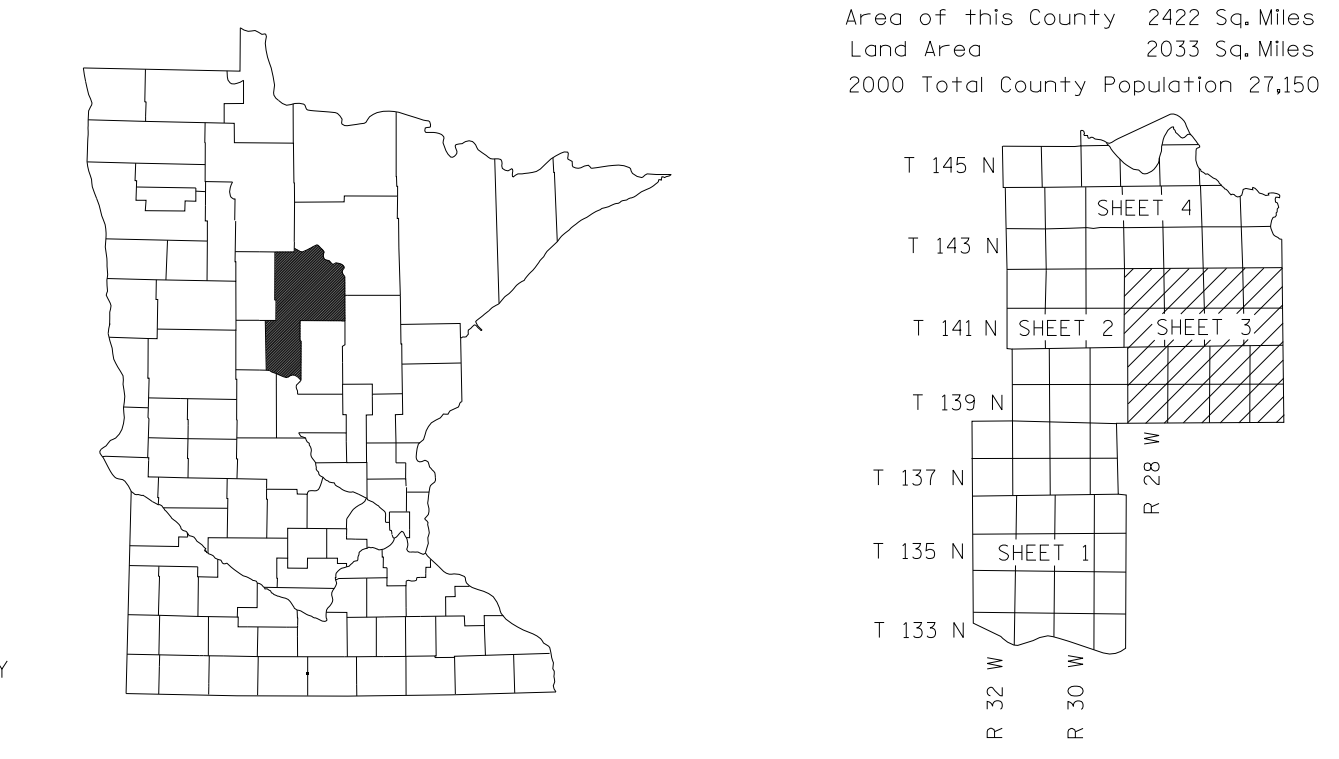 Area of this County 2422 Sq. Miles
Land Area 2033 Sq. Miles
2000 Total County Population 27,150
T 145 N
SHEET 4
T 143 N
T 141 N
SHEET 2
SHEET 3
T 139 N
R 28 W
T 137 N
T 135 N
SHEET 1
T 133 N
R 32 W
R 30 W
Y